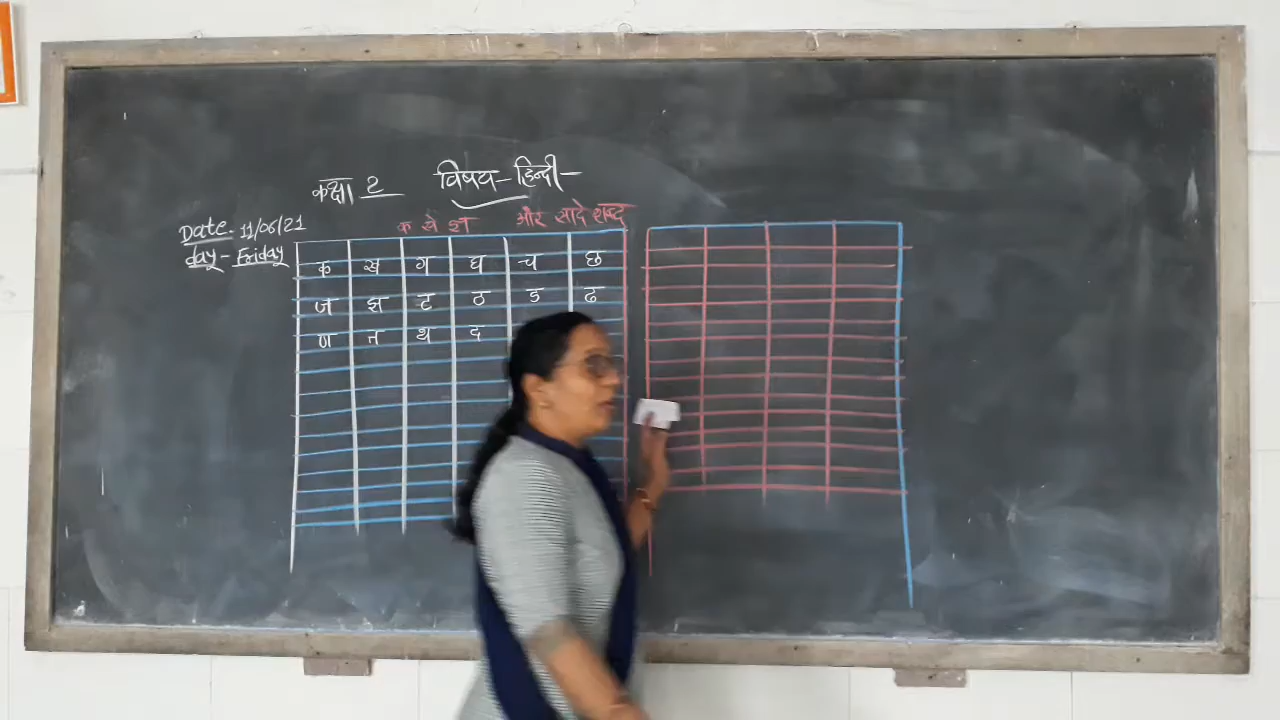 कक्षा 2 विषय - हिन्दी -
Date - 11/06/21
क से ज्ञ और सादे शब्द
day - Friday
क ख ग घ च छ
ज झ ट ठ ड ढ
ण त थ द